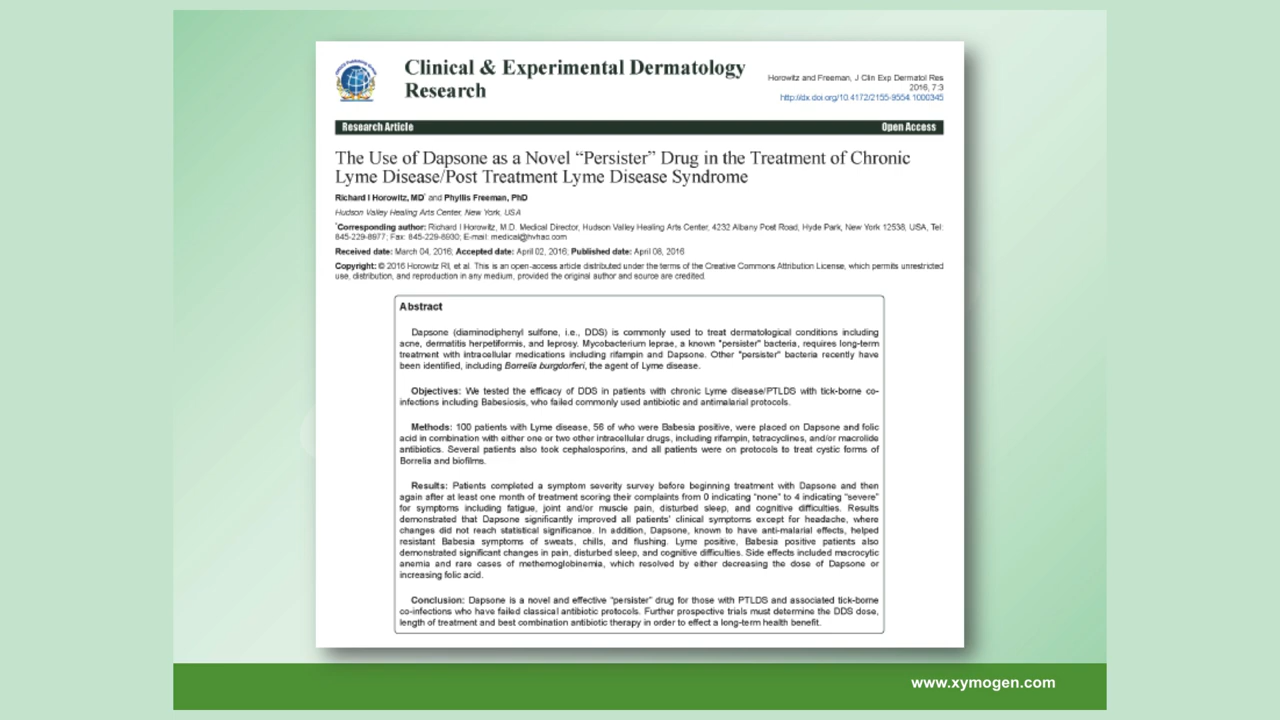 Clinical & Experimental Dermatology
Research
Horowitz and Freeman, J Clin Exp Dermatol Res
2016, 7:3
http://dx.doi.org/10.4172/2155-9554.1000345
Research Article
Open Access
The Use of Dapsone as a Novel “Persister” Drug in the Treatment of Chronic
Lyme Disease/Post Treatment Lyme Disease Syndrome
Richard I Horowitz, MD* and Phyllis Freeman, PhD
Hudson Valley Healing Arts Center, New York, USA
*Corresponding author: Richard I Horowitz, M.D. Medical Director, Hudson Valley Healing Arts Center, 4232 Albany Post Road, Hyde Park, New York 12538, USA, Tel:
845-229-8977; Fax: 845-229-8930; E-mail: medical@hvhac.com
Received date: March 04, 2016; Accepted date: April 02, 2016; Published date: April 08, 2016
Copyright: © 2016 Horowitz RI, et al. This is an open-access article distributed under the terms of the Creative Commons Attribution License, which permits unrestricted
use, distribution, and reproduction in any medium, provided the original author and source are credited.
Abstract
Dapsone (diaminodiphenyl sulfone, i.e., DDS) is commonly used to treat dermatological conditions including
acne, dermatitis herpetiformis, and leprosy. Mycobacterium leprae, a known "persister" bacteria, requires long-term
treatment with intracellular medications including rifampin and Dapsone. Other "persister" bacteria recently have
been identified, including Borrelia burgdorferi, the agent of Lyme disease.
Objectives: We tested the efficacy of DDS in patients with chronic Lyme disease/PTLDS with tick-borne co-
infections including Babesiosis, who failed commonly used antibiotic and antimalarial protocols.
Methods: 100 patients with Lyme disease, 56 of who were Babesia positive, were placed on Dapsone and folic
acid in combination with either one or two other intracellular drugs, including rifampin, tetracyclines, and/or macrolide
antibiotics. Several patients also took cephalosporins, and all patients were on protocols to treat cystic forms of
Borrelia and biofilms.
Results: Patients completed a symptom severity survey before beginning treatment with Dapsone and then
again after at least one month of treatment scoring their complaints from 0 indicating “none” to 4 indicating “severe”
for symptoms including fatigue, joint and/or muscle pain, disturbed sleep, and cognitive difficulties. Results
demonstrated that Dapsone significantly improved all patients’ clinical symptoms except for headache, where
changes did not reach statistical significance. In addition, Dapsone, known to have anti-malarial effects, helped
resistant Babesia symptoms of sweats, chills, and flushing. Lyme positive, Babesia positive patients also
demonstrated significant changes in pain, disturbed sleep, and cognitive difficulties. Side effects included macrocytic
anemia and rare cases of methemoglobinemia, which resolved by either decreasing the dose of Dapsone or
increasing folic acid.
Conclusion: Dapsone is a novel and effective “persister” drug for those with PTLDS and associated tick-borne
co-infections who have failed classical antibiotic protocols. Further prospective trials must determine the DDS dose,
length of treatment and best combination antibiotic therapy in order to effect a long-term health benefit.
www.xymogen.com